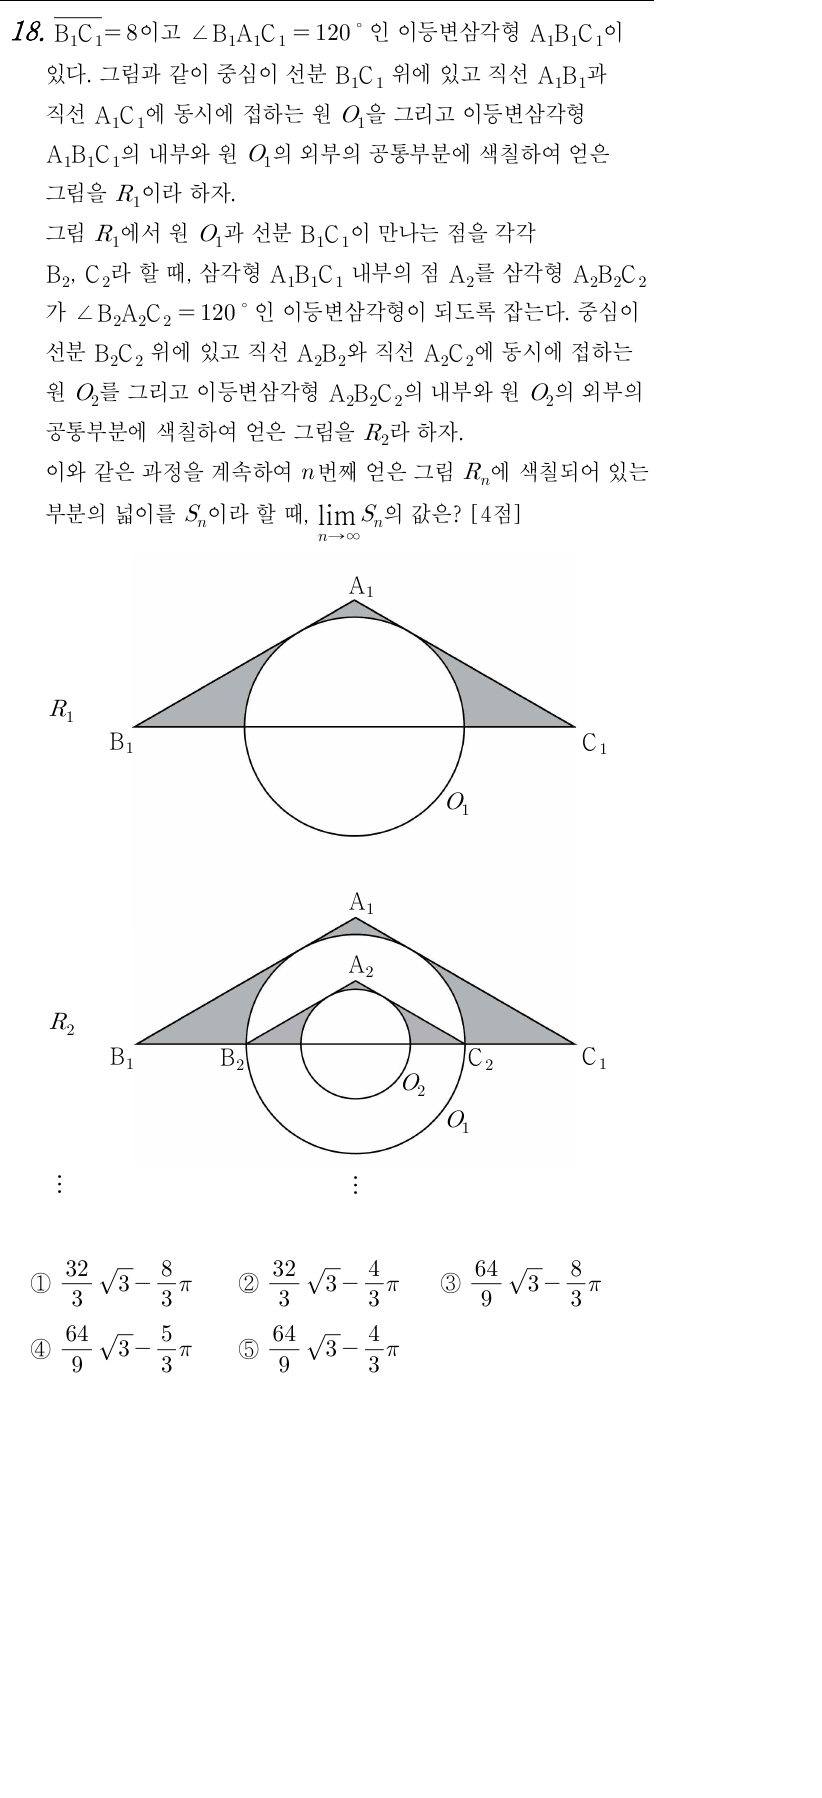 18. B₁C₁=8이고 ∠B₁A₁C₁=120°인 이등변삼각형 A₁B₁C₁이
있다. 그림과 같이 중심이 선분 B₁C₁ 위에 있고 직선 A₁B₁과
직선 A₁C₁에 동시에 접하는 원 O₁을 그리고 이등변삼각형
A₁B₁C₁의 내부와 원 O₁의 외부의 공통부분에 색칠하여 얻은
그림을 R₁이라 하자.
그림 R₁에서 원 O₁과 선분 B₁C₁이 만나는 점을 각각
B₂, C₂라 할 때, 삼각형 A₁B₁C₁ 내부의 점 A₂를 삼각형 A₂B₂C₂
가 ∠B₂A₂C₂=120°인 이등변삼각형이 되도록 잡는다. 중심이
선분 B₂C₂ 위에 있고 직선 A₂B₂와 직선 A₂C₂에 동시에 접하는
원 O₂를 그리고 이등변삼각형 A₂B₂C₂의 내부와 원 O₂의 외부의
공통부분에 색칠하여 얻은 그림을 R₂라 하자.
이와 같은 과정을 계속하여 n번째 얻은 그림 Rₙ에 색칠되어 있는
부분의 넓이를 Sₙ이라 할 때, lim n→∞ Sₙ의 값은? [4점]
A₁
R₁
B₁ C₁
O₁
A₁
A₂
R₂
B₁ B₂ C₂ C₁
O₂
O₁
⋮ ⋮
① 32/3 √3 − 8/3 π ② 32/3 √3 − 4/3 π ③ 64/9 √3 − 8/3 π
④ 64/9 √3 − 5/3 π ⑤ 64/9 √3 − 4/3 π